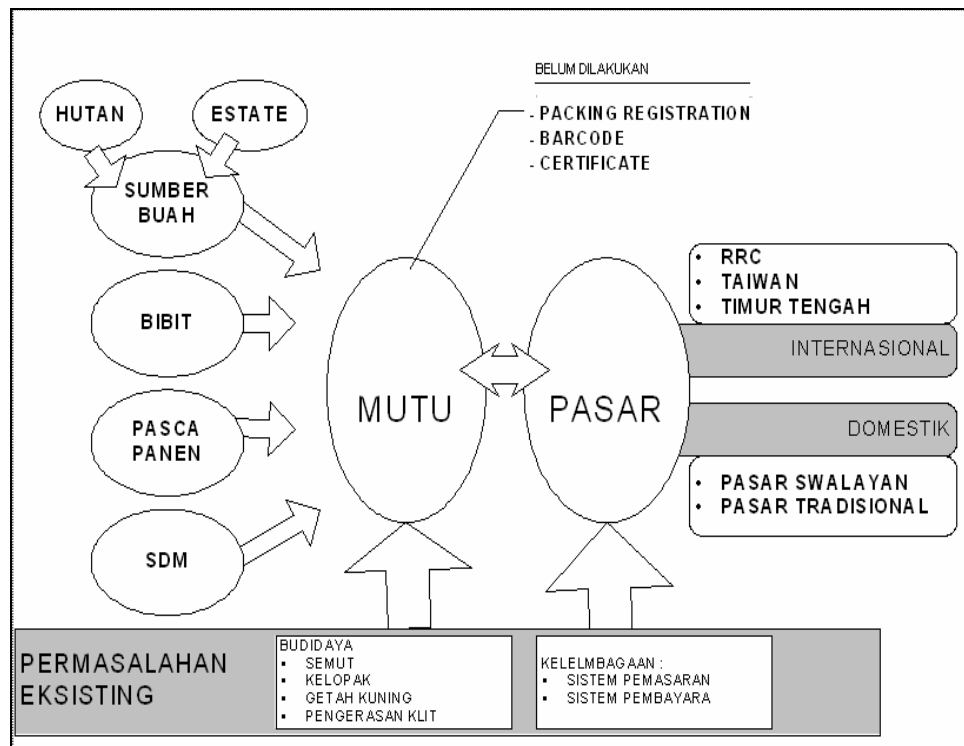 BELUM DILAKUKAN
- PACKING REGISTRATION
- BARCODE
- CERTIFICATE
HUTAN
ESTATE
SUMBER
BUAH
BIBIT
PASCA
PANEN
SDM
MUTU
PASAR
• RRC
• TAIWAN
• TIMUR TENGAH
INTERNASIONAL
DOMESTIK
• PASAR SWALAYAN
• PASAR TRADISIONAL
PERMASALAHAN
EKSISTING
BUDIDAYA
▪ SEMUT
▪ KELOPAK
▪ GETAH KUNING
▪ PENGERASAN KLIT
KELELMBAGAAN :
▪ SISTEM PEMASARAN
▪ SISTEM PEMBAYARA